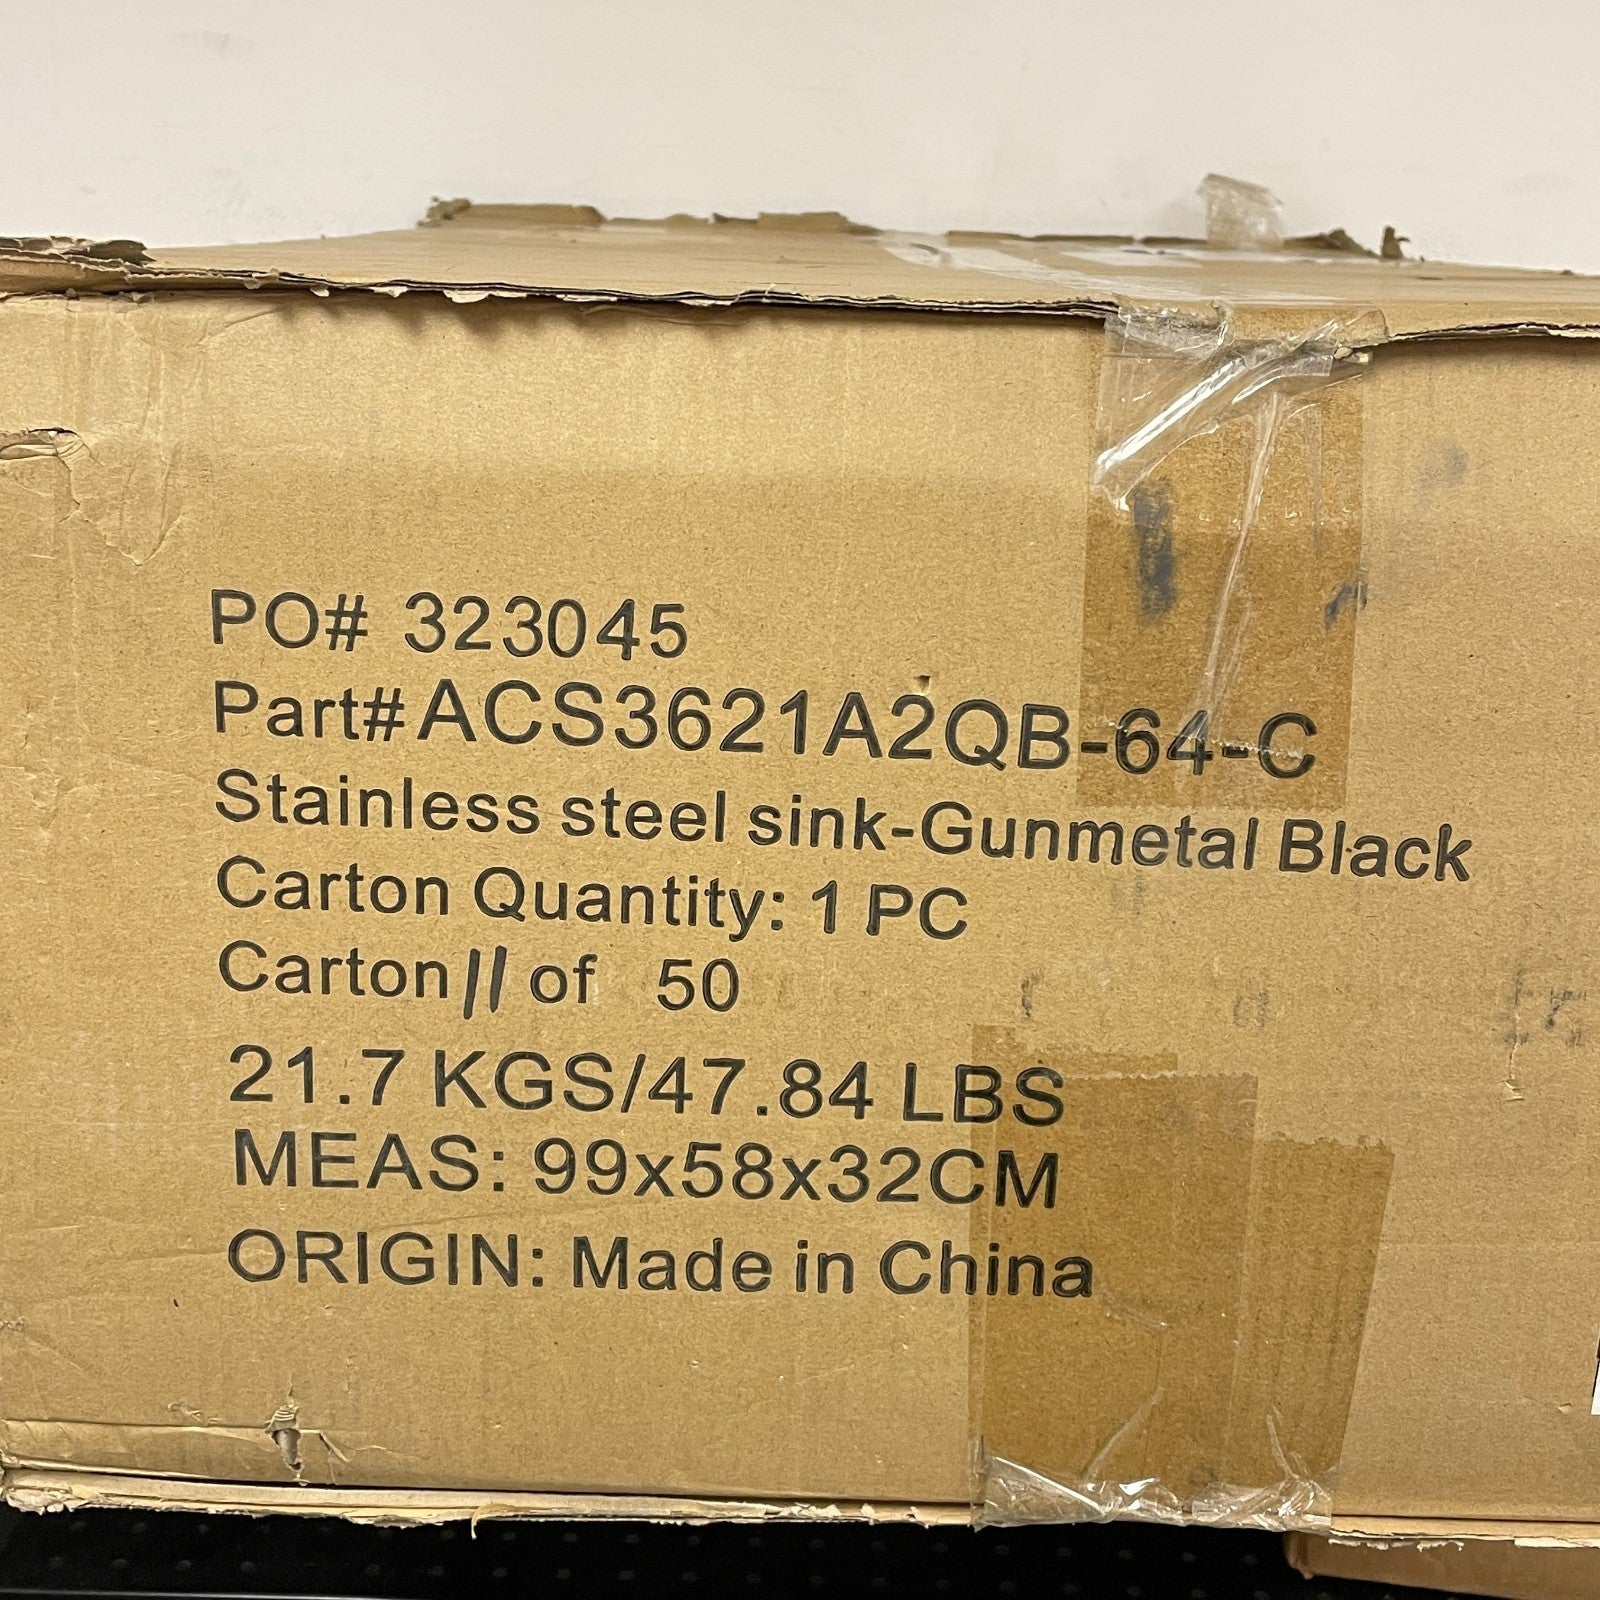 PO# 323045
Part# ACS3621A2QB-64-C
Stainless steel sink-Gunmetal Black
Carton Quantity: 1 PC
Carton 11 of 50
21.7 KGS/47.84 LBS
MEAS: 99x58x32CM
ORIGIN: Made in China